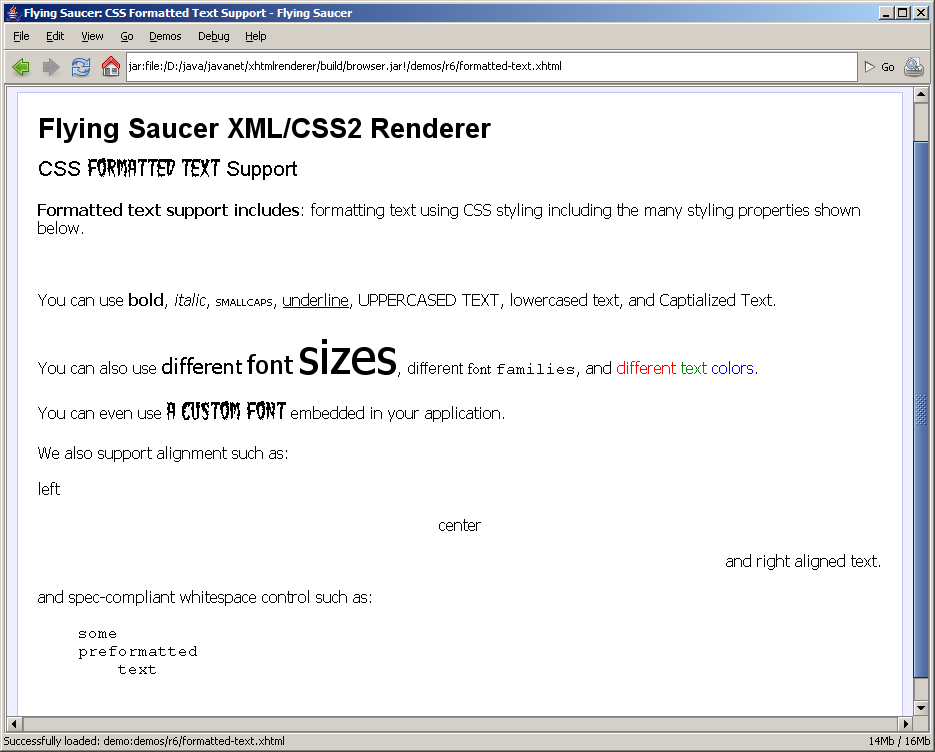 Flying Saucer: CSS Formatted Text Support - Flying Saucer
File Edit View Go Demos Debug Help
jar:file:/D:/java/javanet/xhtmlrenderer/build/browser.jar!/demos/r6/formatted-text.xhtml Go
Flying Saucer XML/CSS2 Renderer
CSS FORMATTED TEXT Support
Formatted text support includes: formatting text using CSS styling including the many styling properties shown
below.
You can use bold, italic, SMALLCAPS, underline, UPPERCASED TEXT, lowercased text, and Captialized Text.
You can also use different font sizes, different font families, and different text colors.
You can even use A CUSTOM FONT embedded in your application.
We also support alignment such as:
left
center
and right aligned text.
and spec-compliant whitespace control such as:
some
preformatted
text
Successfully loaded: demo:demos/r6/formatted-text.xhtml 14Mb / 16Mb